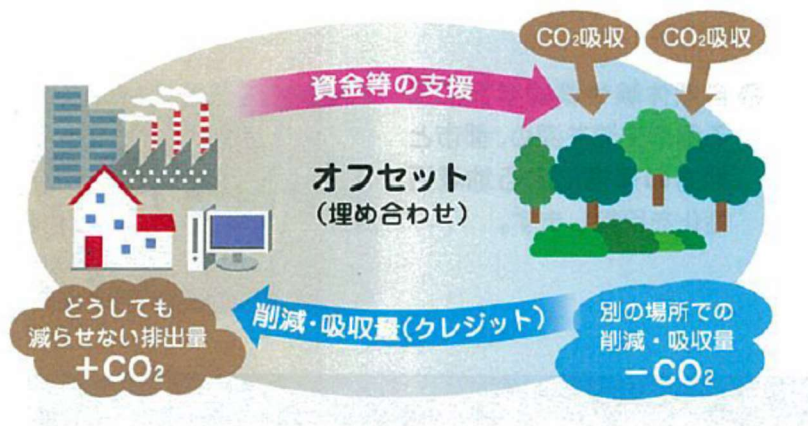 CO₂吸収
CO₂吸収
資金等の支援
オフセット
(埋め合わせ)
削減・吸収量(クレジット)
どうしても
減らせない排出量
+CO₂
別の場所での
削減・吸収量
−CO₂